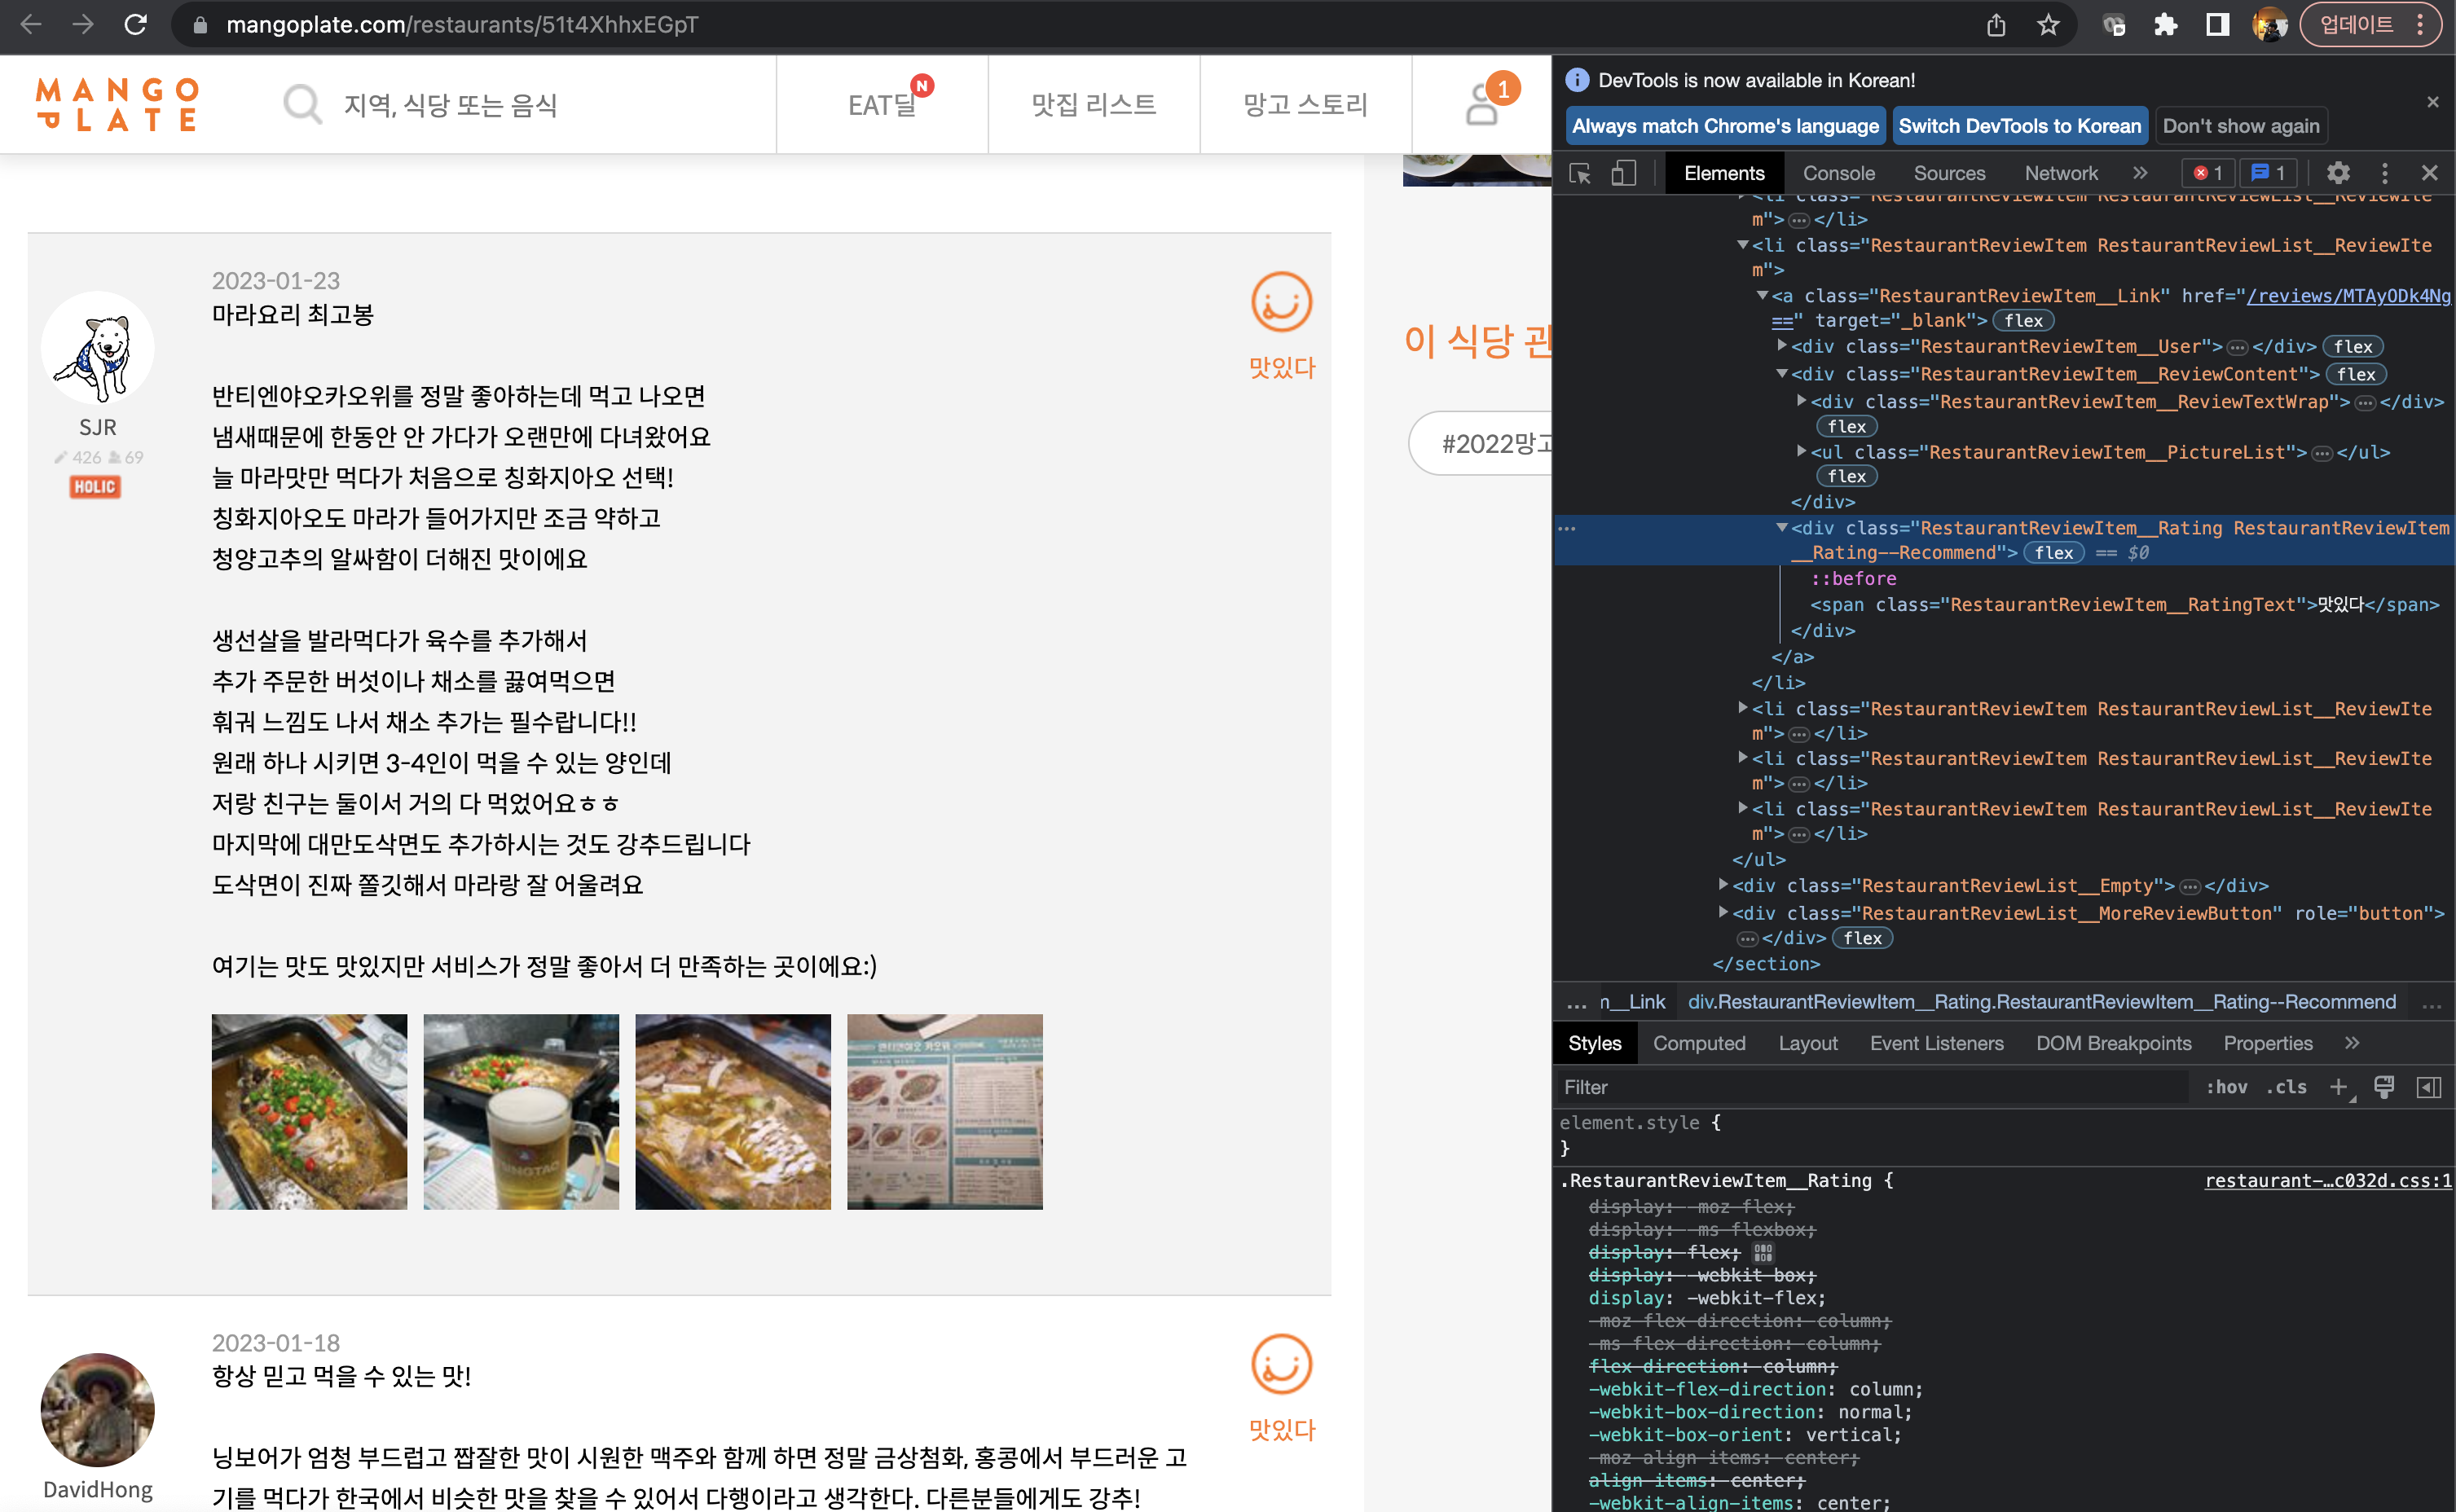 mangoplate.com/restaurants/51t4XhhxEGpT
업데이트
MANGO
PLATE
지역, 식당 또는 음식
EAT딜
N
맛집 리스트
망고 스토리
1
2023-01-23
마라요리 최고봉
맛있다
SJR
426 69
HOLIC
반티엔야오카오위를 정말 좋아하는데 먹고 나오면
냄새때문에 한동안 안 가다가 오랜만에 다녀왔어요
늘 마라맛만 먹다가 처음으로 칭화지아오 선택!
칭화지아오도 마라가 들어가지만 조금 약하고
청양고추의 알싸함이 더해진 맛이에요
생선살을 발라먹다가 육수를 추가해서
추가 주문한 버섯이나 채소를 끓여먹으면
훠궈 느낌도 나서 채소 추가는 필수랍니다!!
원래 하나 시키면 3-4인이 먹을 수 있는 양인데
저랑 친구는 둘이서 거의 다 먹었어요ㅎㅎ
마지막에 대만도삭면도 추가하시는 것도 강추드립니다
도삭면이 진짜 쫄깃해서 마라랑 잘 어울려요
여기는 맛도 맛있지만 서비스가 정말 좋아서 더 만족하는 곳이에요:)
2023-01-18
항상 믿고 먹을 수 있는 맛!
맛있다
DavidHong
닝보어가 엄청 부드럽고 짭잘한 맛이 시원한 맥주와 함께 하면 정말 금상첨화, 홍콩에서 부드러운 고
기를 먹다가 한국에서 비슷한 맛을 찾을 수 있어서 다행이라고 생각한다. 다른분들에게도 강추!
이 식당 관
#2022망고
DevTools is now available in Korean!
Always match Chrome's language
Switch DevTools to Korean
Don't show again
Elements
Console
Sources
Network
1
1
<li class="RestaurantReviewItem RestaurantReviewList__ReviewIte
m">…</li>
<li class="RestaurantReviewItem RestaurantReviewList__ReviewIte
m">
<a class="RestaurantReviewItem__Link" href="/reviews/MTAyODk4Ng
==" target="_blank"> flex
<div class="RestaurantReviewItem__User">…</div> flex
<div class="RestaurantReviewItem__ReviewContent"> flex
<div class="RestaurantReviewItem__ReviewTextWrap">…</div>
flex
<ul class="RestaurantReviewItem__PictureList">…</ul>
flex
</div>
<div class="RestaurantReviewItem__Rating RestaurantReviewItem
__Rating--Recommend"> flex == $0
::before
<span class="RestaurantReviewItem__RatingText">맛있다</span>
</div>
</a>
</li>
<li class="RestaurantReviewItem RestaurantReviewList__ReviewIte
m">…</li>
<li class="RestaurantReviewItem RestaurantReviewList__ReviewIte
m">…</li>
<li class="RestaurantReviewItem RestaurantReviewList__ReviewIte
m">…</li>
</ul>
<div class="RestaurantReviewList__Empty">…</div>
<div class="RestaurantReviewList__MoreReviewButton" role="button">
…</div> flex
</section>
… m__Link div.RestaurantReviewItem__Rating.RestaurantReviewItem__Rating--Recommend …
Styles
Computed
Layout
Event Listeners
DOM Breakpoints
Properties
Filter
:hov .cls +
element.style {
}
.RestaurantReviewItem__Rating {
restaurant-…c032d.css:1
display: -moz-flex;
display: -ms-flexbox;
display: flex;
display: -webkit-box;
display: -webkit-flex;
-moz-flex-direction: column;
-ms-flex-direction: column;
flex-direction: column;
-webkit-flex-direction: column;
-webkit-box-direction: normal;
-webkit-box-orient: vertical;
-moz-align-items: center;
align-items: center;
-webkit-align-items: center;